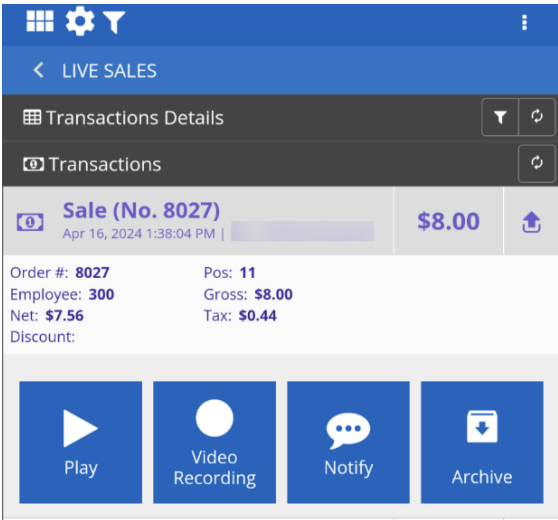 LIVE SALES
Transactions Details
Transactions
Sale (No. 8027) $8.00
Apr 16, 2024 1:38:04 PM |
Order #: 8027 Pos: 11
Employee: 300 Gross: $8.00
Net: $7.56 Tax: $0.44
Discount:
Play Video Recording Notify Archive